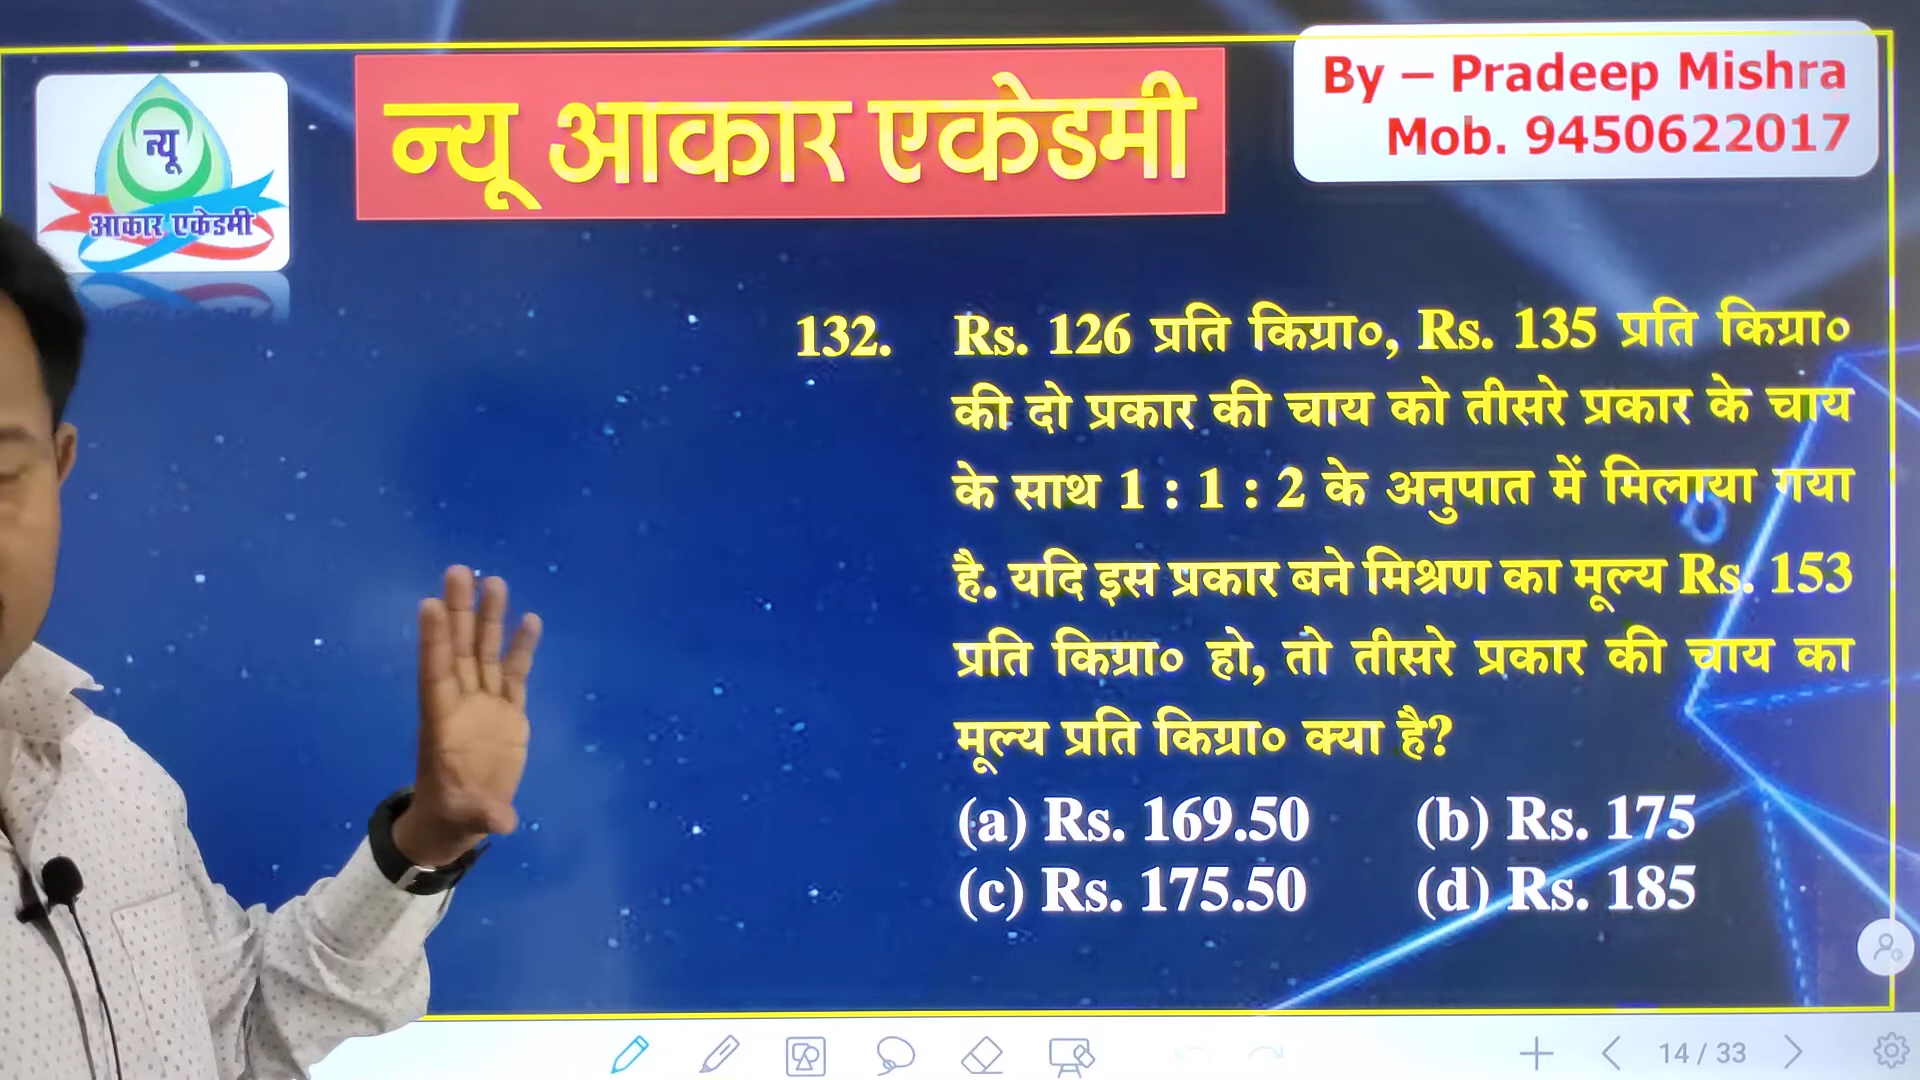 न्यू
आकार एकेडमी
न्यू आकार एकेडमी
By – Pradeep Mishra
Mob. 9450622017
132. Rs. 126 प्रति किग्रा०, Rs. 135 प्रति किग्रा०
की दो प्रकार की चाय को तीसरे प्रकार के चाय
के साथ 1 : 1 : 2 के अनुपात में मिलाया गया
है. यदि इस प्रकार बने मिश्रण का मूल्य Rs. 153
प्रति किग्रा० हो, तो तीसरे प्रकार की चाय का
मूल्य प्रति किग्रा० क्या है?
(a) Rs. 169.50 (b) Rs. 175
(c) Rs. 175.50 (d) Rs. 185
14 / 33